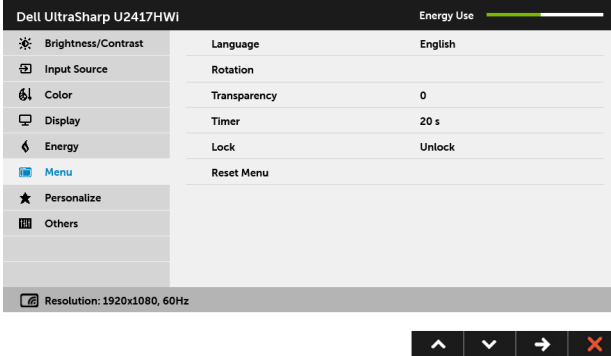 Dell UltraSharp U2417HWi Energy Use
Brightness/Contrast Language English
Input Source Rotation
Color Transparency 0
Display Timer 20 s
Energy Lock Unlock
Menu Reset Menu
Personalize
Others
Resolution: 1920x1080, 60Hz